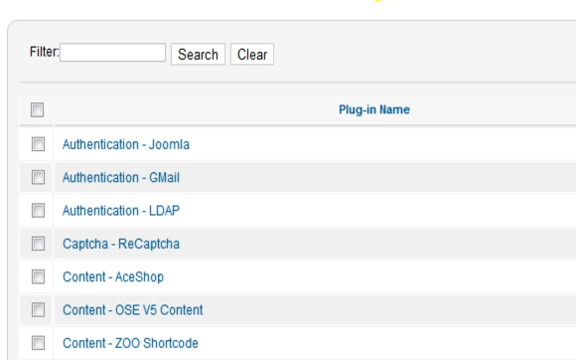 Filter: Search Clear
Plug-in Name
Authentication - Joomla
Authentication - GMail
Authentication - LDAP
Captcha - ReCaptcha
Content - AceShop
Content - OSE V5 Content
Content - ZOO Shortcode